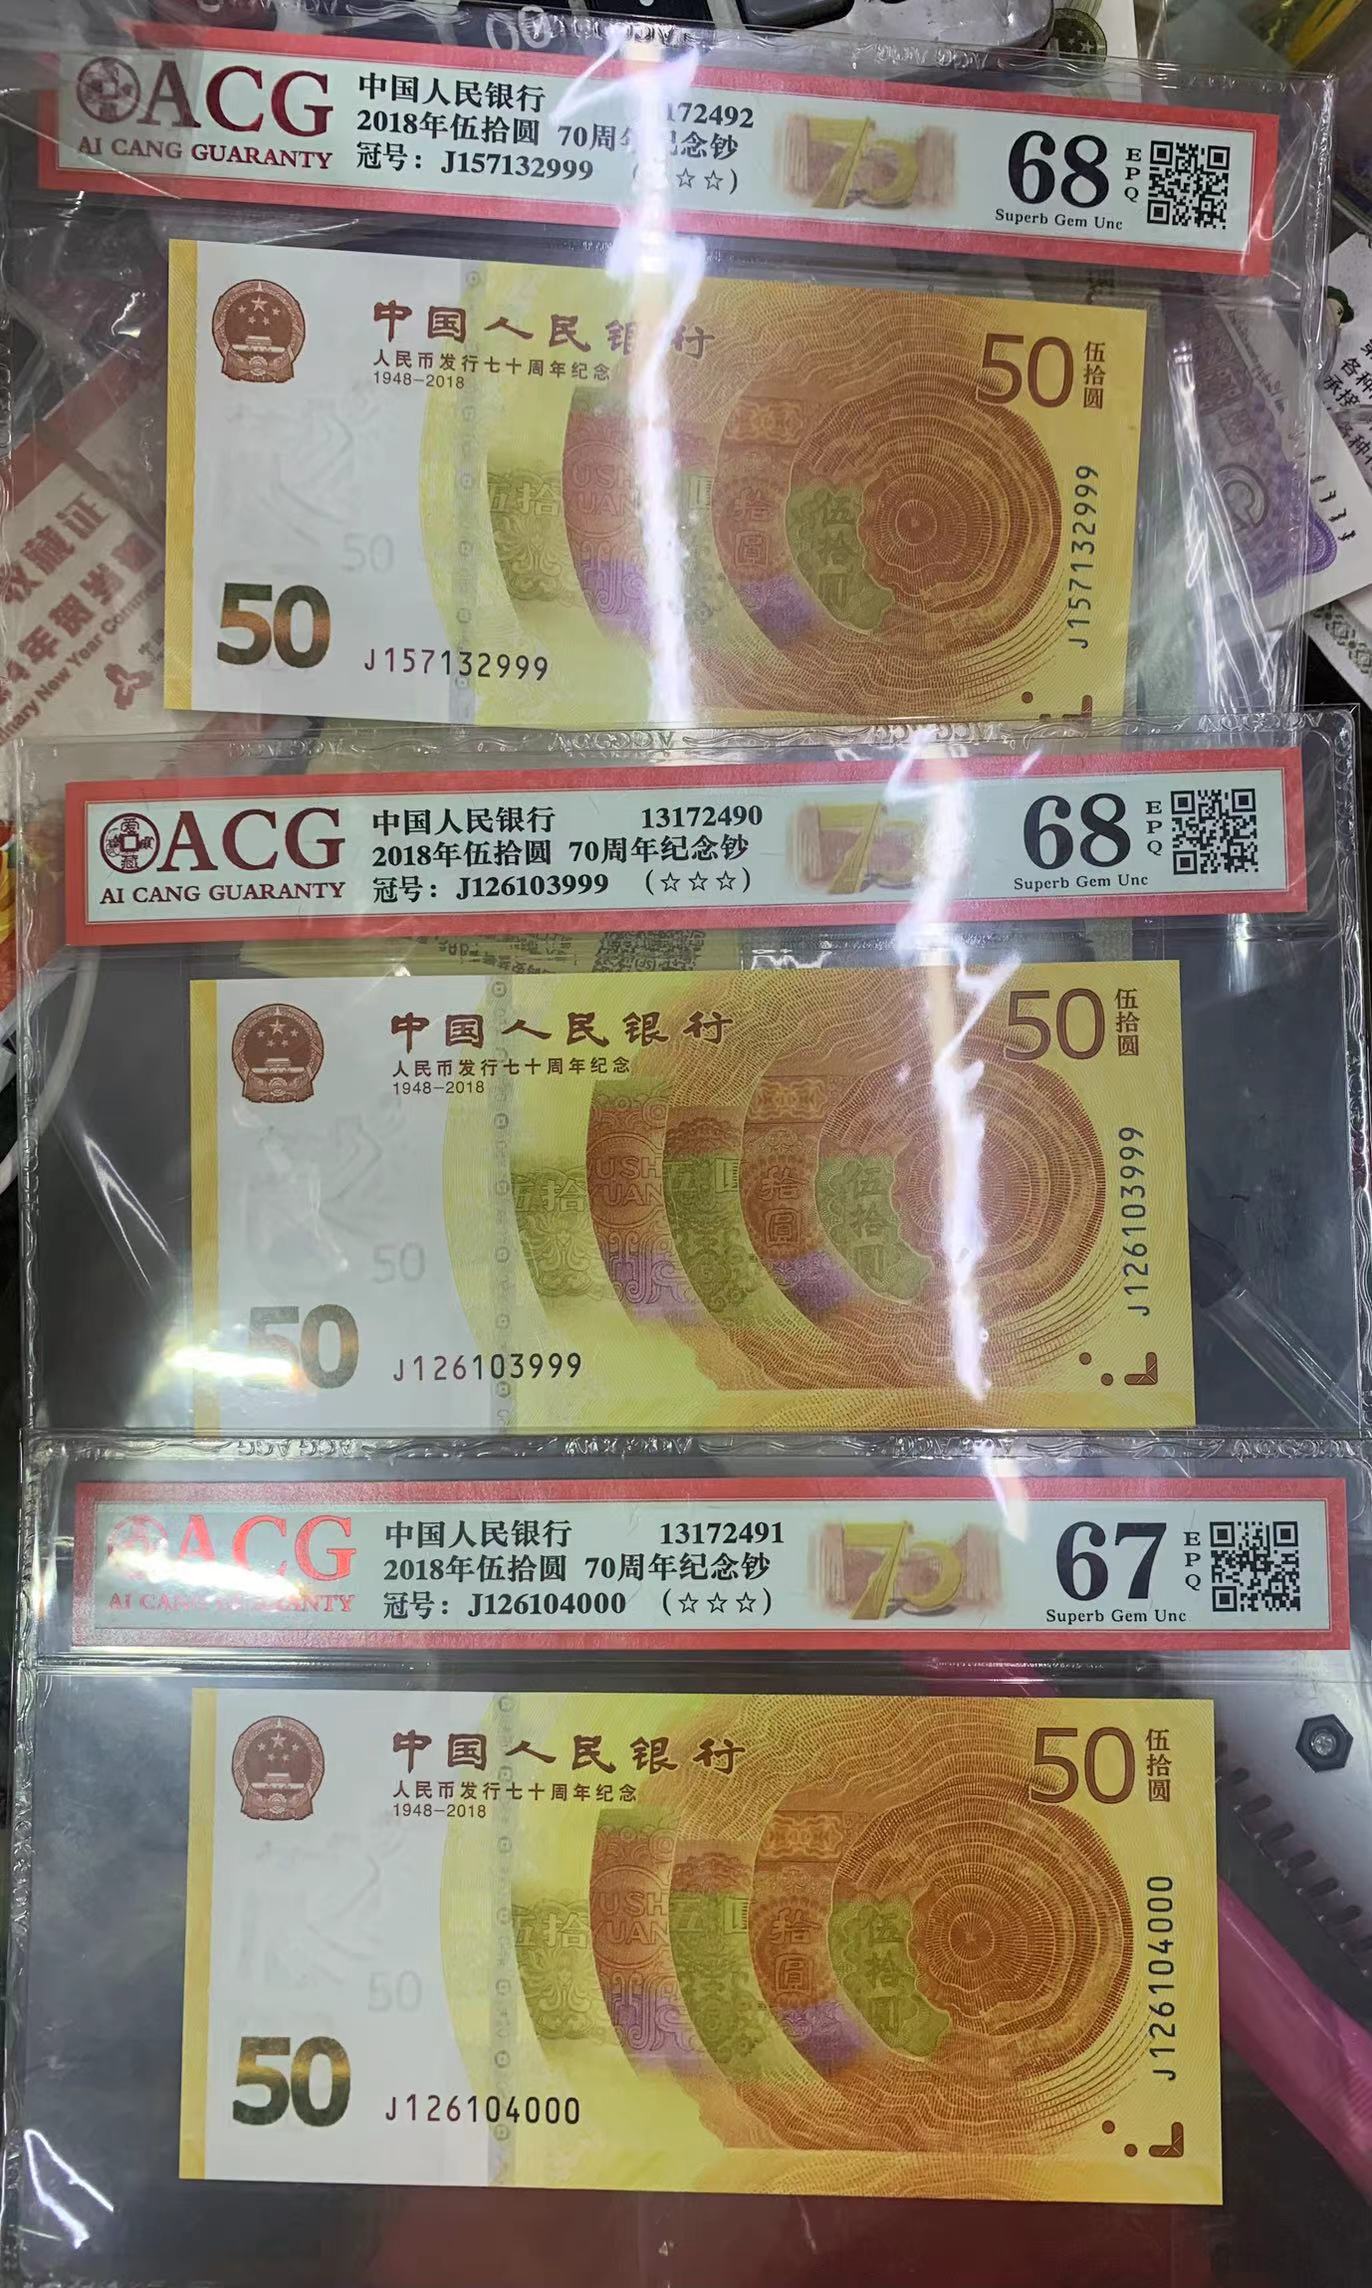 ACG
AI CANG GUARANTY
中国人民银行 172492
2018年伍拾圆 70周年纪念钞
冠号：J157132999 (☆☆)
70
68
EPQ
Superb Gem Unc
中国人民银行
人民币发行七十周年纪念
1948-2018
50 伍拾圆
50
50
J157132999
J157132999
ACG
AI CANG GUARANTY
中国人民银行 13172490
2018年伍拾圆 70周年纪念钞
冠号：J126103999 (☆☆☆)
70
68
EPQ
Superb Gem Unc
中国人民银行
人民币发行七十周年纪念
1948-2018
50 伍拾圆
50
50
J126103999
J126103999
ACG
AI CANG GUARANTY
中国人民银行 13172491
2018年伍拾圆 70周年纪念钞
冠号：J126104000 (☆☆☆)
70
67
EPQ
Superb Gem Unc
中国人民银行
人民币发行七十周年纪念
1948-2018
50 伍拾圆
50
50
J126104000
J126104000